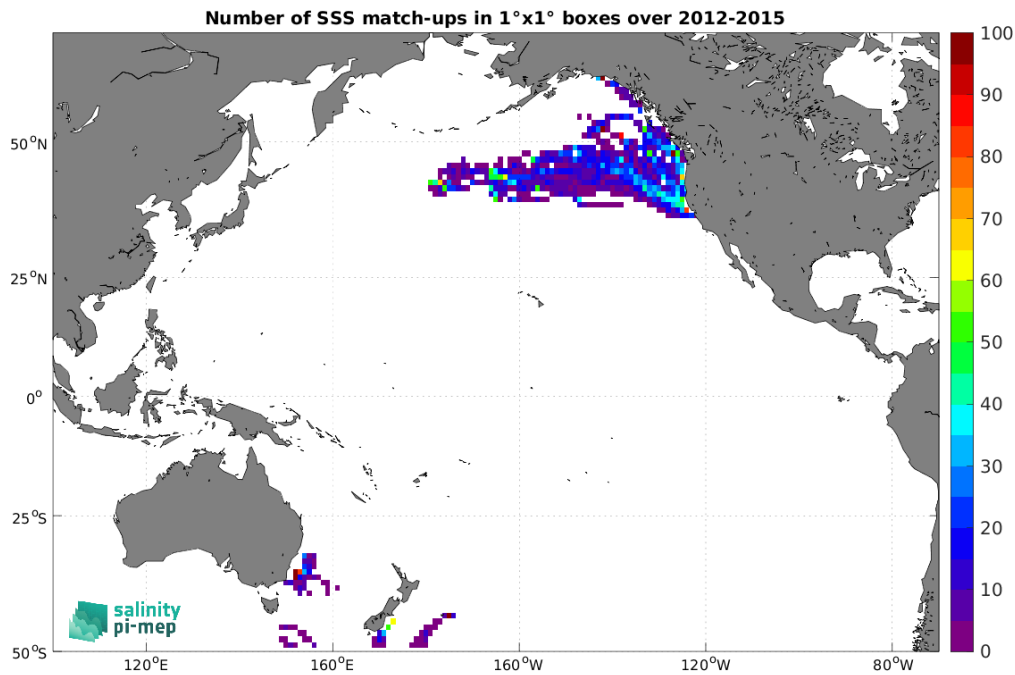 Number of SSS match-ups in 1°x1° boxes over 2012-2015
100
90
80
70
60
50
40
30
20
10
0
50°N
25°N
0°
25°S
50°S
salinity
pi-mep
120°E
160°E
160°W
120°W
80°W